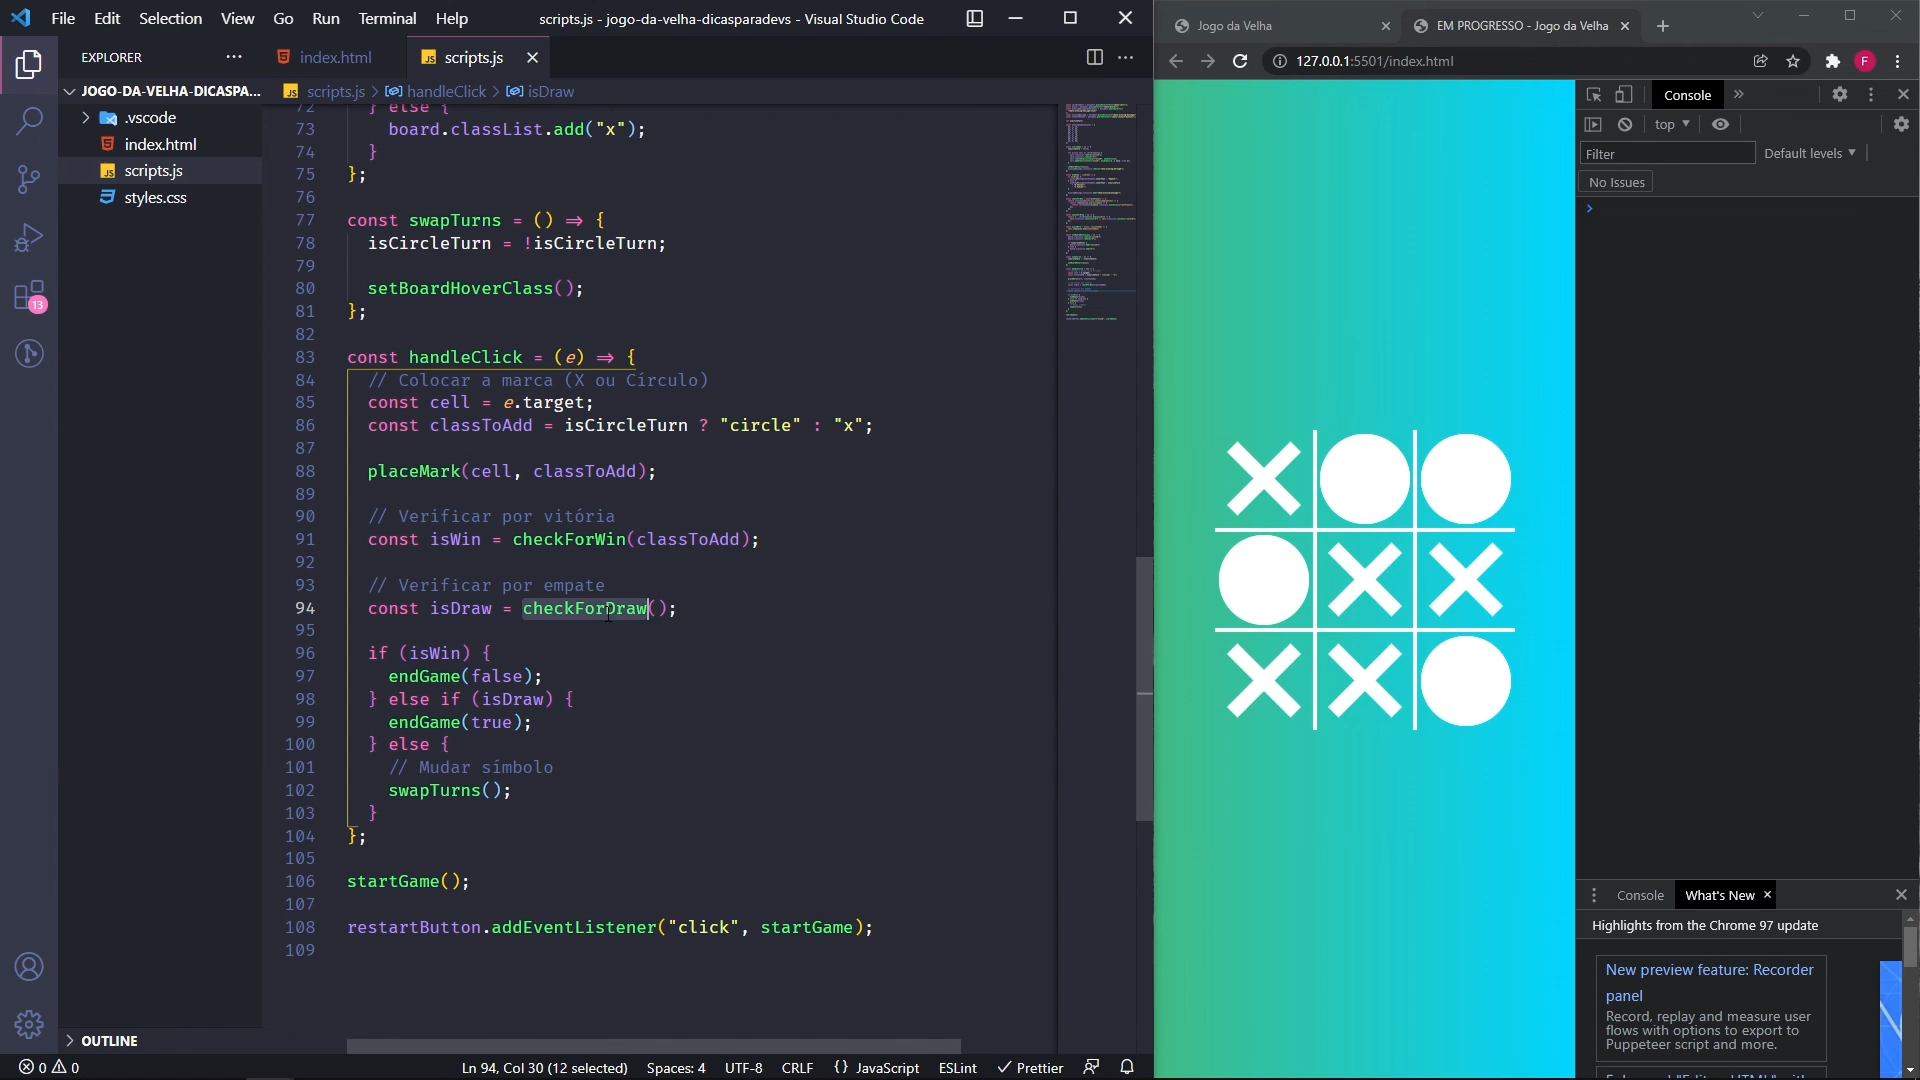 File Edit Selection View Go Run Terminal Help
scripts.js - jogo-da-velha-dicasparadevs - Visual Studio Code
EXPLORER
index.html
scripts.js
JOGO-DA-VELHA-DICASPA...
.vscode
index.html
scripts.js
styles.css
13
OUTLINE
scripts.js > handleClick > isDraw
72 } else {
73 board.classList.add("x");
74 }
75 };
76
77 const swapTurns = () ⇒ {
78 isCircleTurn = !isCircleTurn;
79
80 setBoardHoverClass();
81 };
82
83 const handleClick = (e) ⇒ {
84 // Colocar a marca (X ou Círculo)
85 const cell = e.target;
86 const classToAdd = isCircleTurn ? "circle" : "x";
87
88 placeMark(cell, classToAdd);
89
90 // Verificar por vitória
91 const isWin = checkForWin(classToAdd);
92
93 // Verificar por empate
94 const isDraw = checkForDraw();
95
96 if (isWin) {
97 endGame(false);
98 } else if (isDraw) {
99 endGame(true);
100 } else {
101 // Mudar símbolo
102 swapTurns();
103 }
104 };
105
106 startGame();
107
108 restartButton.addEventListener("click", startGame);
109
0 0
Ln 94, Col 30 (12 selected) Spaces: 4 UTF-8 CRLF {} JavaScript ESLint Prettier
Jogo da Velha
EM PROGRESSO - Jogo da Velha
127.0.0.1:5501/index.html
F
Console
top
Filter
Default levels
No Issues
Console
What's New
Highlights from the Chrome 97 update
New preview feature: Recorder
panel
Record, replay and measure user
flows with options to export to
Puppeteer script and more.